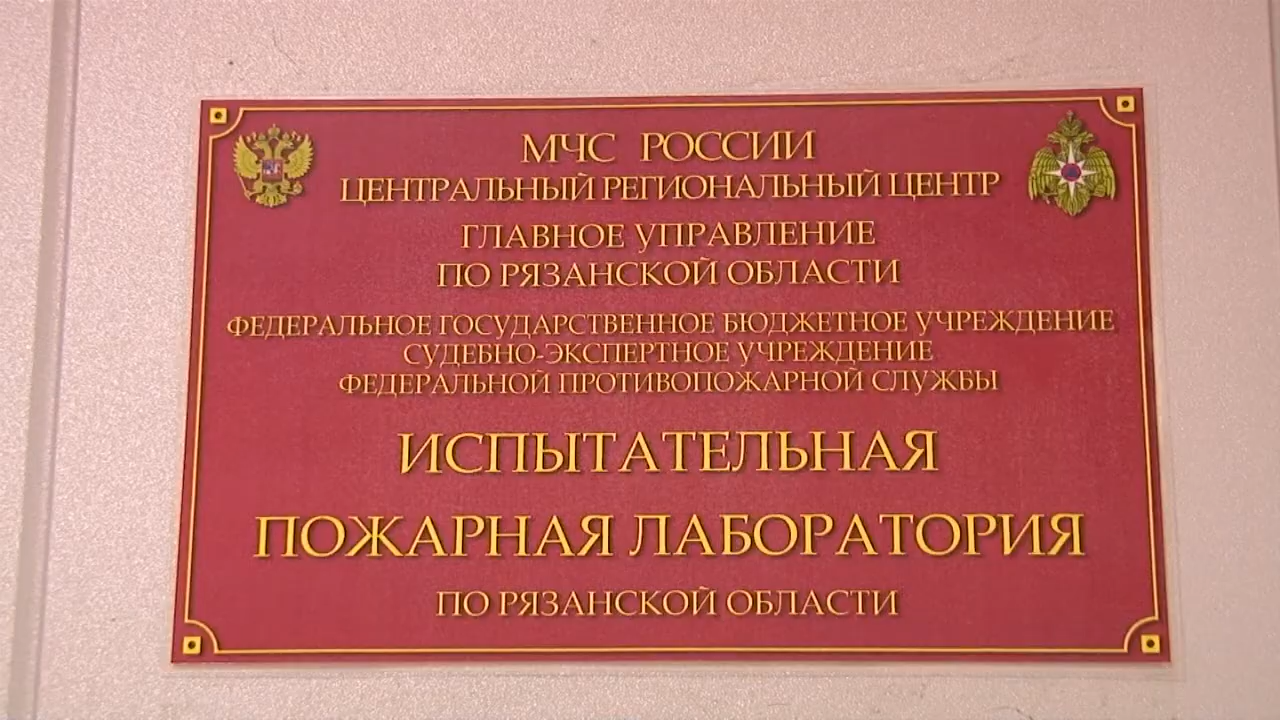 МЧС РОССИИ
ЦЕНТРАЛЬНЫЙ РЕГИОНАЛЬНЫЙ ЦЕНТР
ГЛАВНОЕ УПРАВЛЕНИЕ
ПО РЯЗАНСКОЙ ОБЛАСТИ
ФЕДЕРАЛЬНОЕ ГОСУДАРСТВЕННОЕ БЮДЖЕТНОЕ УЧРЕЖДЕНИЕ
СУДЕБНО-ЭКСПЕРТНОЕ УЧРЕЖДЕНИЕ
ФЕДЕРАЛЬНОЙ ПРОТИВОПОЖАРНОЙ СЛУЖБЫ
ИСПЫТАТЕЛЬНАЯ
ПОЖАРНАЯ ЛАБОРАТОРИЯ
ПО РЯЗАНСКОЙ ОБЛАСТИ